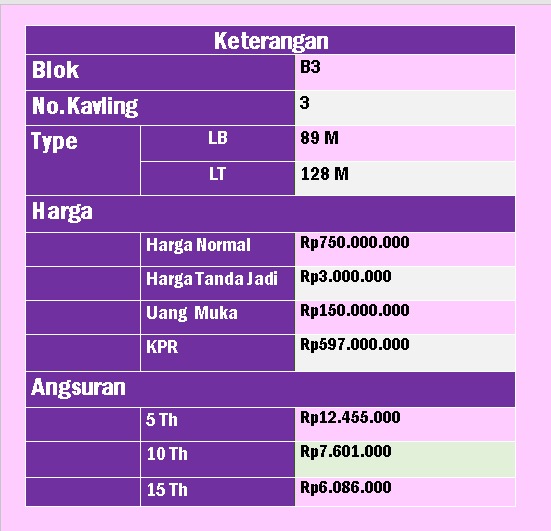 Keterangan
Blok B3
No.Kavling 3
Type LB 89 M
LT 128 M
Harga
Harga Normal Rp750.000.000
Harga Tanda Jadi Rp3.000.000
Uang Muka Rp150.000.000
KPR Rp597.000.000
Angsuran
5 Th Rp12.455.000
10 Th Rp7.601.000
15 Th Rp6.086.000